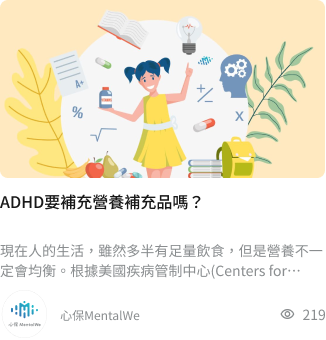 A+
%
+
x
ADHD要補充營養補充品嗎？
現在人的生活，雖然多半有足量飲食，但是營養不一
定會均衡。根據美國疾病管制中心(Centers for…
心保 MentalWe
心保MentalWe
219